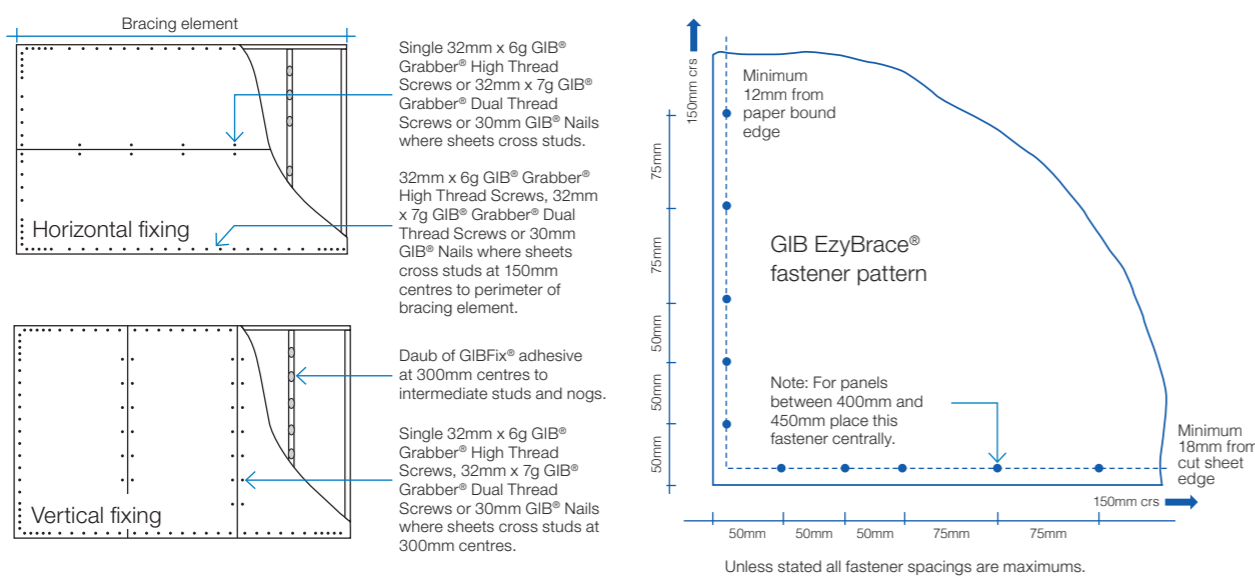 Bracing element
Horizontal fixing
Single 32mm x 6g GIB®
Grabber® High Thread
Screws or 32mm x 7g GIB®
Grabber® Dual Thread
Screws or 30mm GIB® Nails
where sheets cross studs.
32mm x 6g GIB® Grabber®
High Thread Screws, 32mm
x 7g GIB® Grabber® Dual
Thread Screws or 30mm
GIB® Nails where sheets
cross studs at 150mm
centres to perimeter of
bracing element.
Vertical fixing
Daub of GIBFix® adhesive
at 300mm centres to
intermediate studs and nogs.
Single 32mm x 6g GIB®
Grabber® High Thread
Screws, 32mm x 7g GIB®
Grabber® Dual Thread
Screws or 30mm GIB® Nails
where sheets cross studs at
300mm centres.
150mm crs
Minimum
12mm from
paper bound
edge
75mm
75mm
50mm
50mm
50mm
GIB EzyBrace®
fastener pattern
Note: For panels
between 400mm and
450mm place this
fastener centrally.
Minimum
18mm from
cut sheet
edge
150mm crs
50mm
50mm
50mm
75mm
75mm
Unless stated all fastener spacings are maximums.